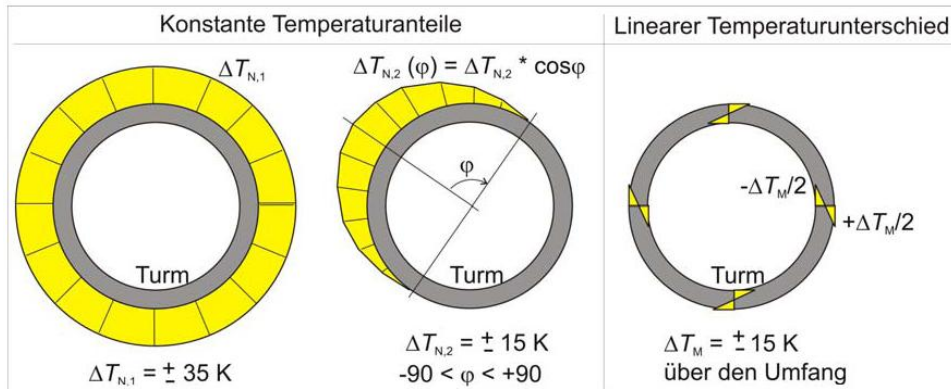 Konstante Temperaturanteile
Linearer Temperaturunterschied
ΔT_N,1
ΔT_N,2 (φ) = ΔT_N,2 * cosφ
φ
-ΔT_M/2
+ΔT_M/2
Turm
Turm
Turm
ΔT_N,1 = ± 35 K
ΔT_N,2 = ± 15 K
-90 < φ < +90
ΔT_M = ± 15 K
über den Umfang